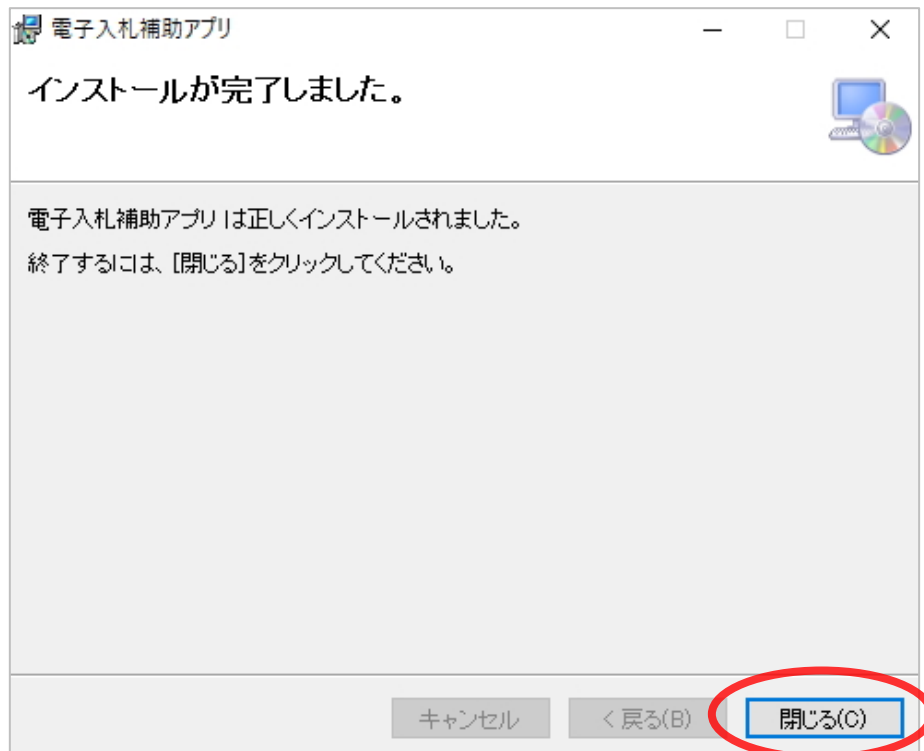 電子入札補助アプリ
インストールが完了しました。
電子入札補助アプリ は正しくインストールされました。
終了するには、[閉じる]をクリックしてください。
キャンセル
< 戻る(B)
閉じる(C)